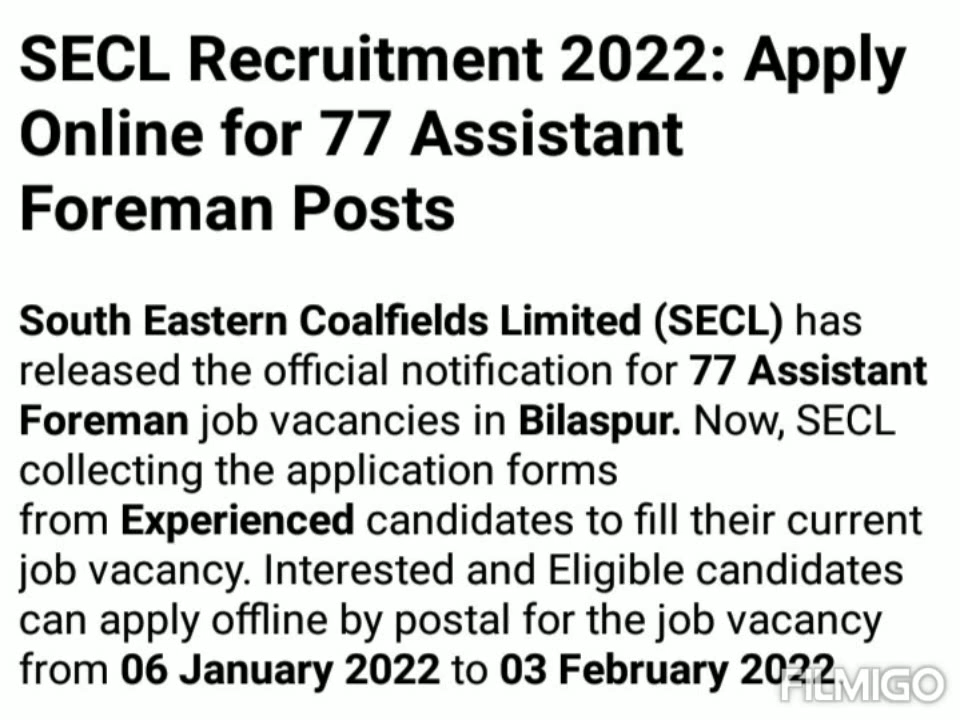 SECL Recruitment 2022: Apply
Online for 77 Assistant
Foreman Posts
South Eastern Coalfields Limited (SECL) has
released the official notification for 77 Assistant
Foreman job vacancies in Bilaspur. Now, SECL
collecting the application forms
from Experienced candidates to fill their current
job vacancy. Interested and Eligible candidates
can apply offline by postal for the job vacancy
from 06 January 2022 to 03 February 2022
FILMIGO